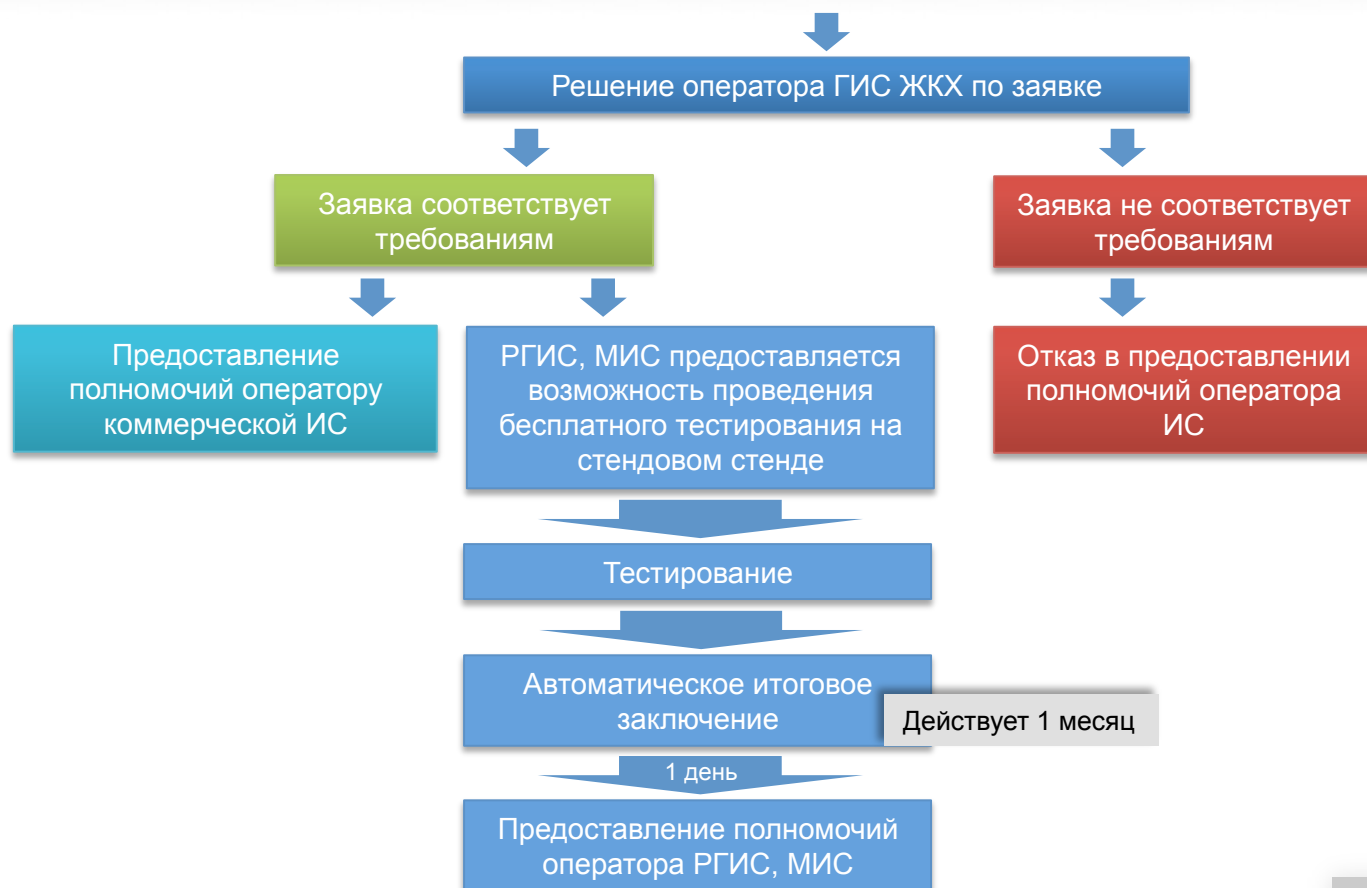 Решение оператора ГИС ЖКХ по заявке
Заявка соответствует
требованиям
Заявка не соответствует
требованиям
Предоставление
полномочий оператору
коммерческой ИС
РГИС, МИС предоставляется
возможность проведения
бесплатного тестирования на
стендовом стенде
Отказ в предоставлении
полномочий оператора
ИС
Тестирование
Автоматическое итоговое
заключение
Действует 1 месяц
1 день
Предоставление полномочий
оператора РГИС, МИС